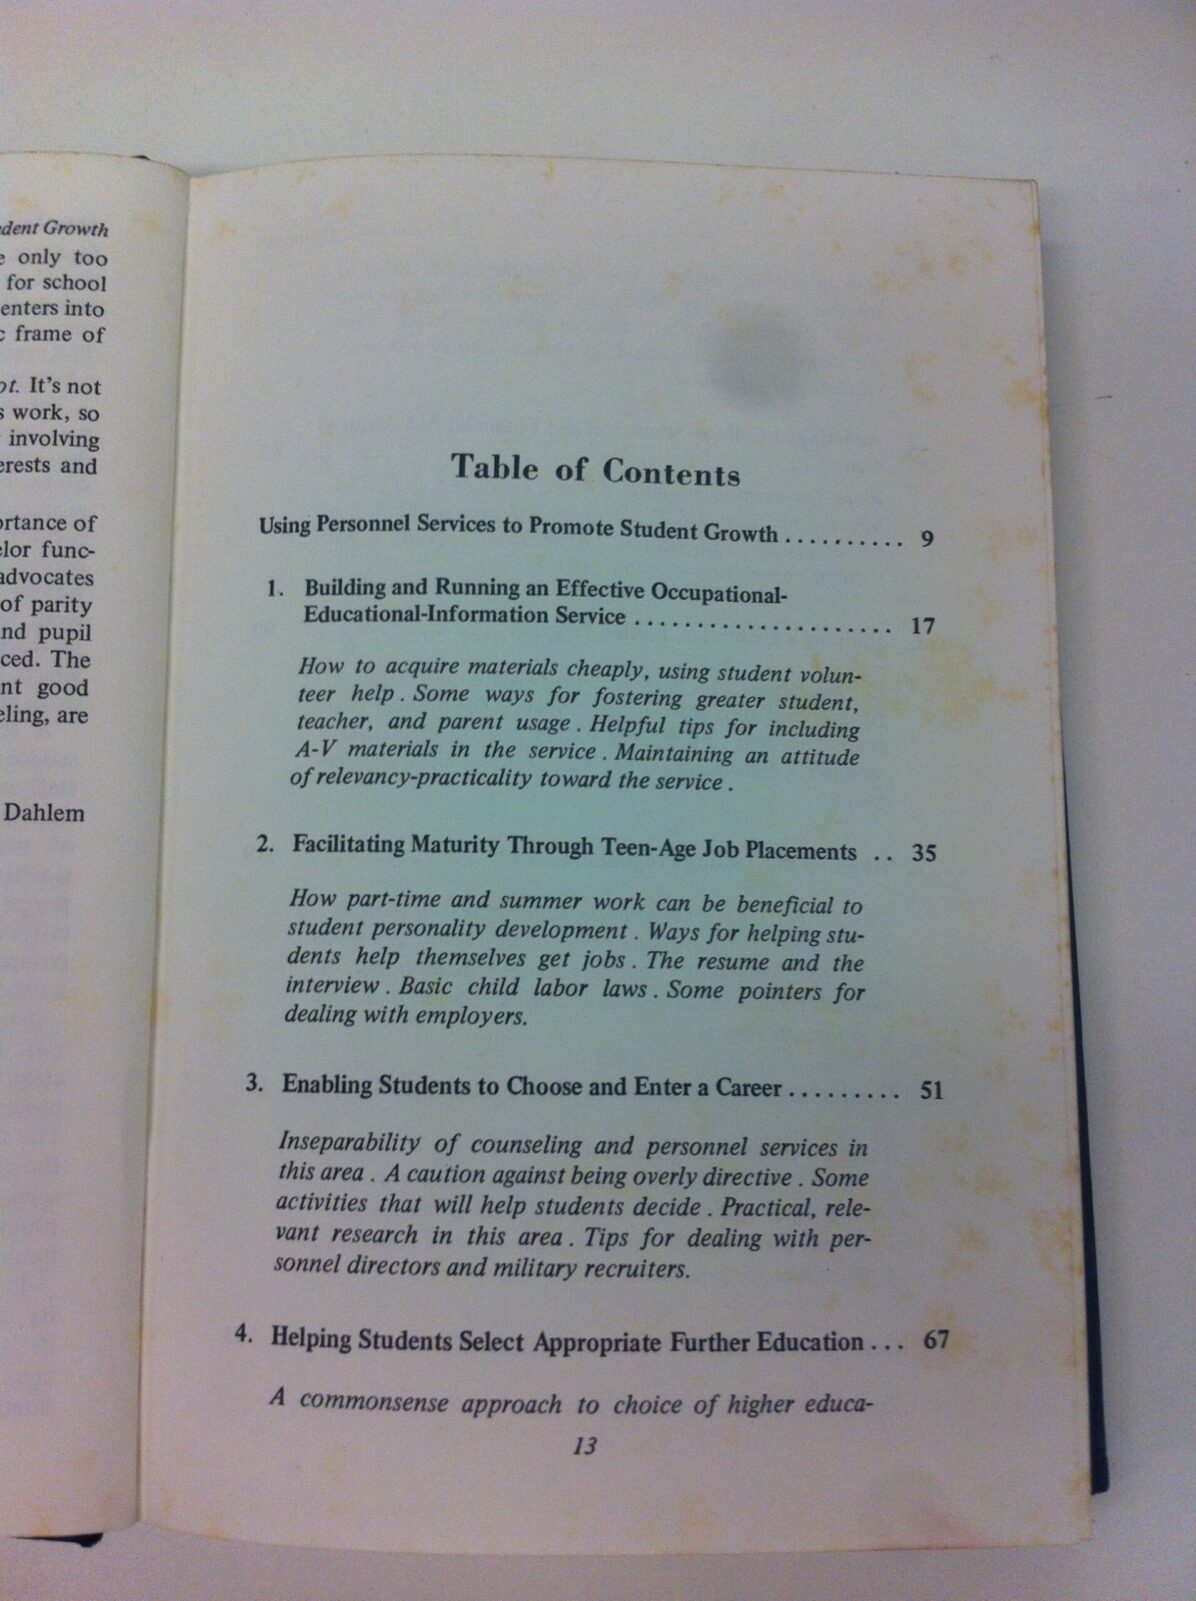 dent Growth
only too
for school
enters into
frame of
It's not
work, so
involving
and
of
func-
advocates
of parity
pupil
The
good
are
Dahlem
Table of Contents
Using Personnel Services to Promote Student Growth .......... 9
1. Building and Running an Effective Occupational-
Educational-Information Service ..................... 17
How to acquire materials cheaply, using student volun-
teer help . Some ways for fostering greater student,
teacher, and parent usage . Helpful tips for including
A-V materials in the service . Maintaining an attitude
of relevancy-practicality toward the service .
2. Facilitating Maturity Through Teen-Age Job Placements .. 35
How part-time and summer work can be beneficial to
student personality development . Ways for helping stu-
dents help themselves get jobs . The resume and the
interview . Basic child labor laws . Some pointers for
dealing with employers.
3. Enabling Students to Choose and Enter a Career ......... 51
Inseparability of counseling and personnel services in
this area . A caution against being overly directive . Some
activities that will help students decide . Practical, rele-
vant research in this area . Tips for dealing with per-
sonnel directors and military recruiters.
4. Helping Students Select Appropriate Further Education ... 67
A commonsense approach to choice of higher educa-
13